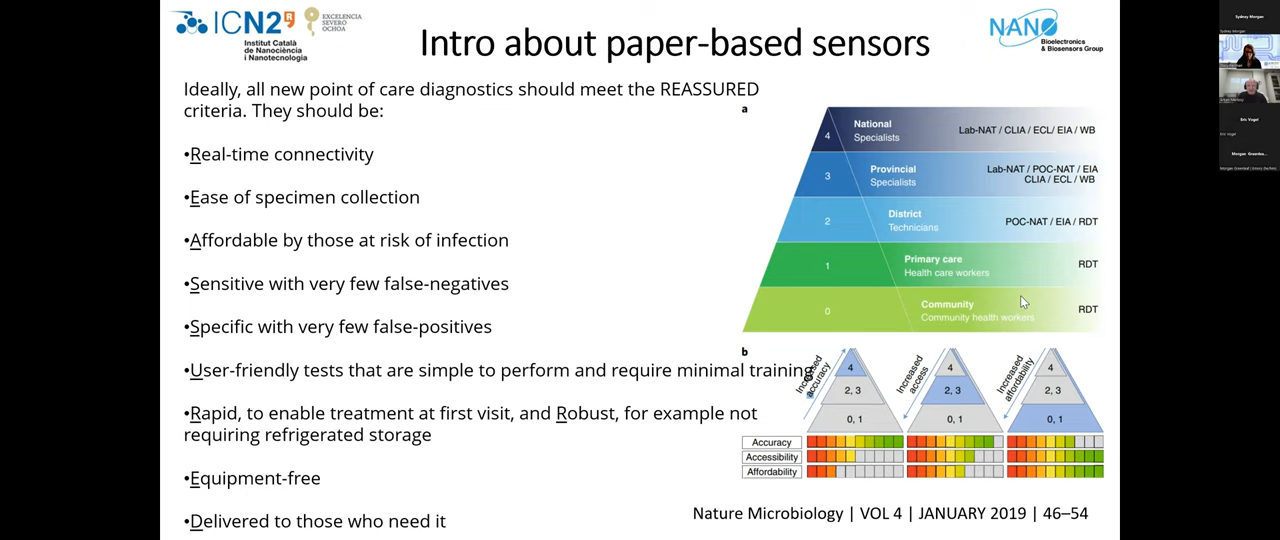 ICN2
Institut Català
de Nanociència
i Nanotecnologia
EXCELENCIA
SEVERO
OCHOA
Intro about paper-based sensors
NANO
Bioelectronics
& Biosensors Group
Ideally, all new point of care diagnostics should meet the REASSURED
criteria. They should be:
•Real-time connectivity
•Ease of specimen collection
•Affordable by those at risk of infection
•Sensitive with very few false-negatives
•Specific with very few false-positives
•User-friendly tests that are simple to perform and require minimal training
•Rapid, to enable treatment at first visit, and Robust, for example not
requiring refrigerated storage
•Equipment-free
•Delivered to those who need it
a
4 National Lab-NAT / CLIA / ECL/ EIA / WB
Specialists
3 Provincial Lab-NAT / POC-NAT / EIA
Specialists CLIA / ECL / WB
2 District POC-NAT / EIA / RDT
Technicians
1 Primary care RDT
Health care workers
0 Community RDT
Community health workers
b
Increased
accuracy
4
2, 3
0, 1
Increased
access
4
2, 3
0, 1
Increased
affordability
4
2, 3
0, 1
Accuracy
Accessibility
Affordability
Nature Microbiology | VOL 4 | JANUARY 2019 | 46–54
Sydney Morgan
Sydney Morgan
Eric Vogel
Eric Vogel